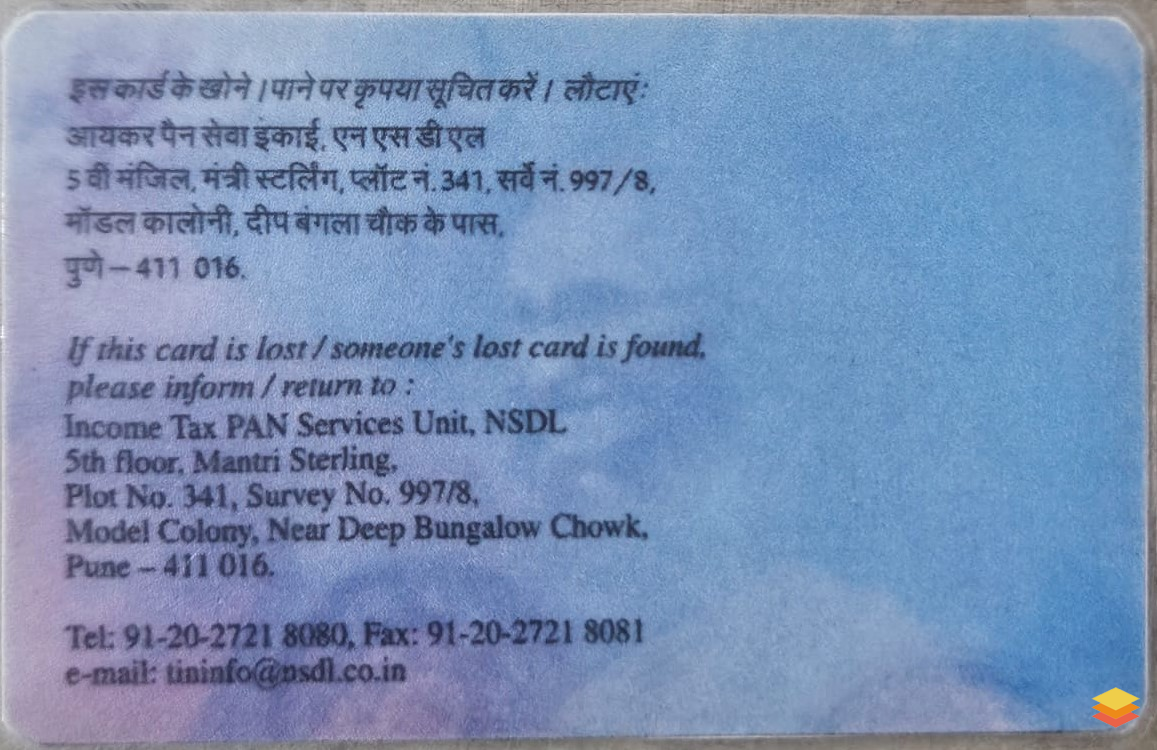 इस कार्ड के खोने / पाने पर कृपया सूचित करें / लौटाएं:
आयकर पैन सेवा इकाई, एन एस डी एल
5 वी मंजिल, मंत्री स्टर्लिंग, प्लॉट नं. 341, सर्वे नं. 997/8,
मॉडल कालोनी, दीप बंगला चौक के पास,
पुणे – 411 016.
If this card is lost / someone's lost card is found,
please inform / return to :
Income Tax PAN Services Unit, NSDL
5th floor, Mantri Sterling,
Plot No. 341, Survey No. 997/8,
Model Colony, Near Deep Bungalow Chowk,
Pune – 411 016.
Tel: 91-20-2721 8080, Fax: 91-20-2721 8081
e-mail: tininfo@nsdl.co.in